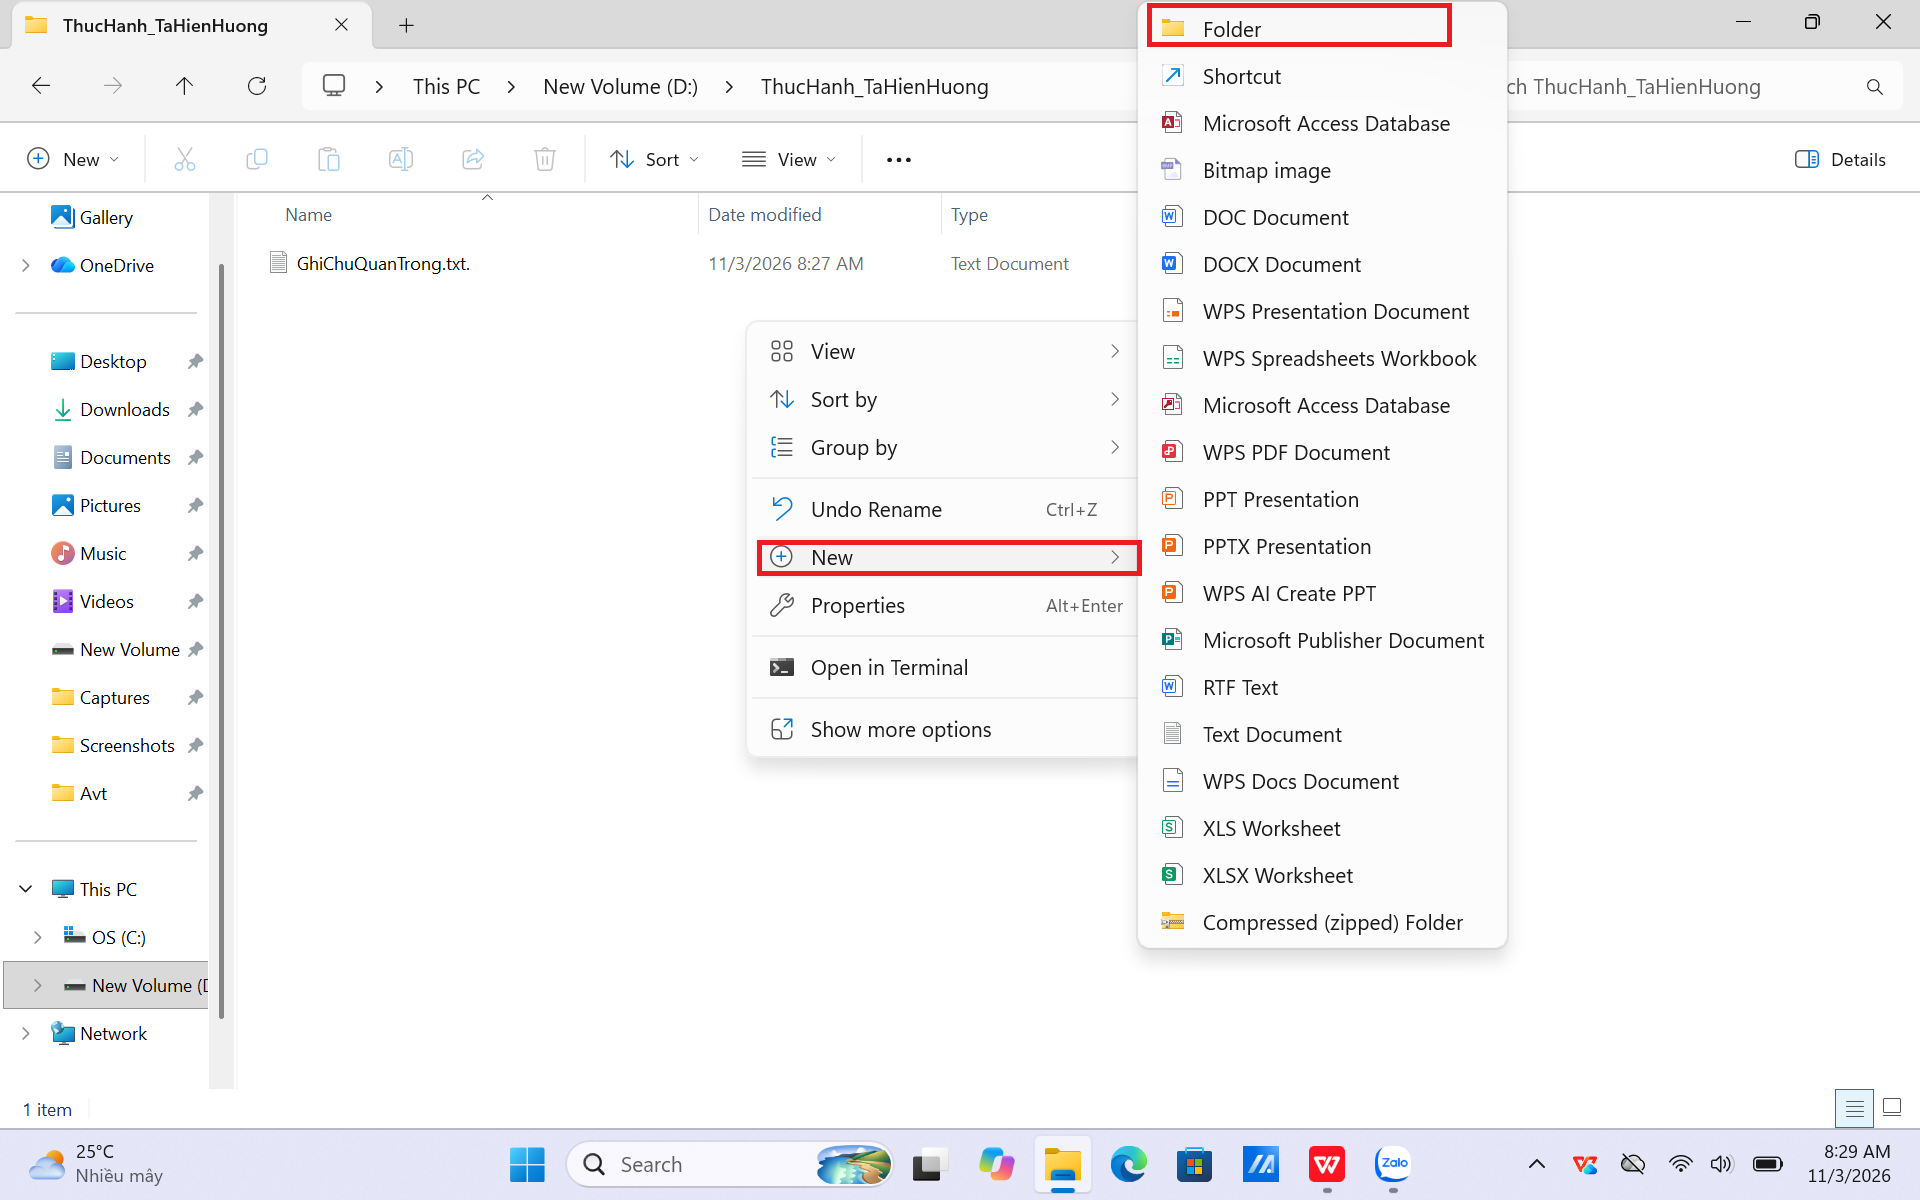 ThucHanh_TaHienHuong
This PC
New Volume (D:)
ThucHanh_TaHienHuong
ch ThucHanh_TaHienHuong
New
Sort
View
Details
Name
Date modified
Type
GhiChuQuanTrong.txt.
11/3/2026 8:27 AM
Text Document
Gallery
OneDrive
Desktop
Downloads
Documents
Pictures
Music
Videos
New Volume
Captures
Screenshots
Avt
This PC
OS (C:)
New Volume (D
Network
View
Sort by
Group by
Undo Rename Ctrl+Z
New
Properties Alt+Enter
Open in Terminal
Show more options
Folder
Shortcut
Microsoft Access Database
Bitmap image
DOC Document
DOCX Document
WPS Presentation Document
WPS Spreadsheets Workbook
Microsoft Access Database
WPS PDF Document
PPT Presentation
PPTX Presentation
WPS AI Create PPT
Microsoft Publisher Document
RTF Text
Text Document
WPS Docs Document
XLS Worksheet
XLSX Worksheet
Compressed (zipped) Folder
1 item
25°C
Nhiều mây
Search
Zalo
8:29 AM
11/3/2026